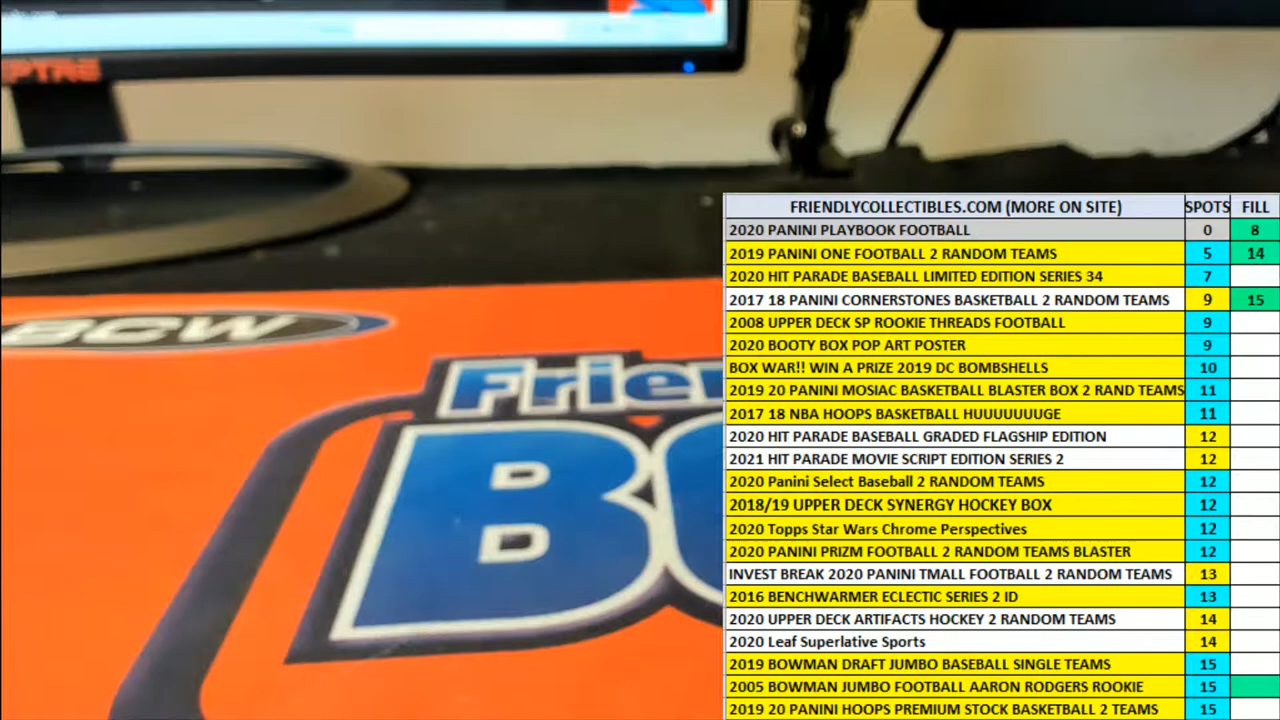 BCW
FRIENDLYCOLLECTIBLES.COM (MORE ON SITE) SPOTS FILL
2020 PANINI PLAYBOOK FOOTBALL 0 8
2019 PANINI ONE FOOTBALL 2 RANDOM TEAMS 5 14
2020 HIT PARADE BASEBALL LIMITED EDITION SERIES 34 7
2017 18 PANINI CORNERSTONES BASKETBALL 2 RANDOM TEAMS 9 15
2008 UPPER DECK SP ROOKIE THREADS FOOTBALL 9
2020 BOOTY BOX POP ART POSTER 9
BOX WAR!! WIN A PRIZE 2019 DC BOMBSHELLS 10
2019 20 PANINI MOSIAC BASKETBALL BLASTER BOX 2 RAND TEAMS 11
2017 18 NBA HOOPS BASKETBALL HUUUUUUUGE 11
2020 HIT PARADE BASEBALL GRADED FLAGSHIP EDITION 12
2021 HIT PARADE MOVIE SCRIPT EDITION SERIES 2 12
2020 Panini Select Baseball 2 RANDOM TEAMS 12
2018/19 UPPER DECK SYNERGY HOCKEY BOX 12
2020 Topps Star Wars Chrome Perspectives 12
2020 PANINI PRIZM FOOTBALL 2 RANDOM TEAMS BLASTER 12
INVEST BREAK 2020 PANINI TMALL FOOTBALL 2 RANDOM TEAMS 13
2016 BENCHWARMER ECLECTIC SERIES 2 ID 13
2020 UPPER DECK ARTIFACTS HOCKEY 2 RANDOM TEAMS 14
2020 Leaf Superlative Sports 14
2019 BOWMAN DRAFT JUMBO BASEBALL SINGLE TEAMS 15
2005 BOWMAN JUMBO FOOTBALL AARON RODGERS ROOKIE 15
2019 20 PANINI HOOPS PREMIUM STOCK BASKETBALL 2 TEAMS 15
Frie
B